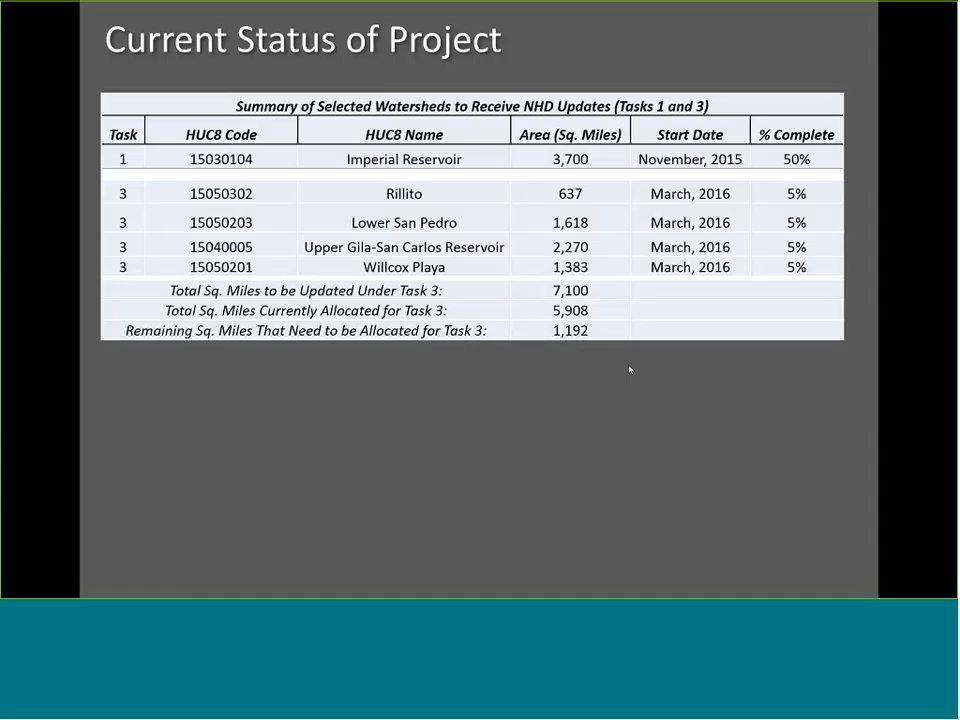 Current Status of Project
Summary of Selected Watersheds to Receive NHD Updates (Tasks 1 and 3)
Task HUC8 Code HUC8 Name Area (Sq. Miles) Start Date % Complete
1 15030104 Imperial Reservoir 3,700 November, 2015 50%
3 15050302 Rillito 637 March, 2016 5%
3 15050203 Lower San Pedro 1,618 March, 2016 5%
3 15040005 Upper Gila-San Carlos Reservoir 2,270 March, 2016 5%
3 15050201 Willcox Playa 1,383 March, 2016 5%
Total Sq. Miles to be Updated Under Task 3: 7,100
Total Sq. Miles Currently Allocated for Task 3: 5,908
Remaining Sq. Miles That Need to be Allocated for Task 3: 1,192